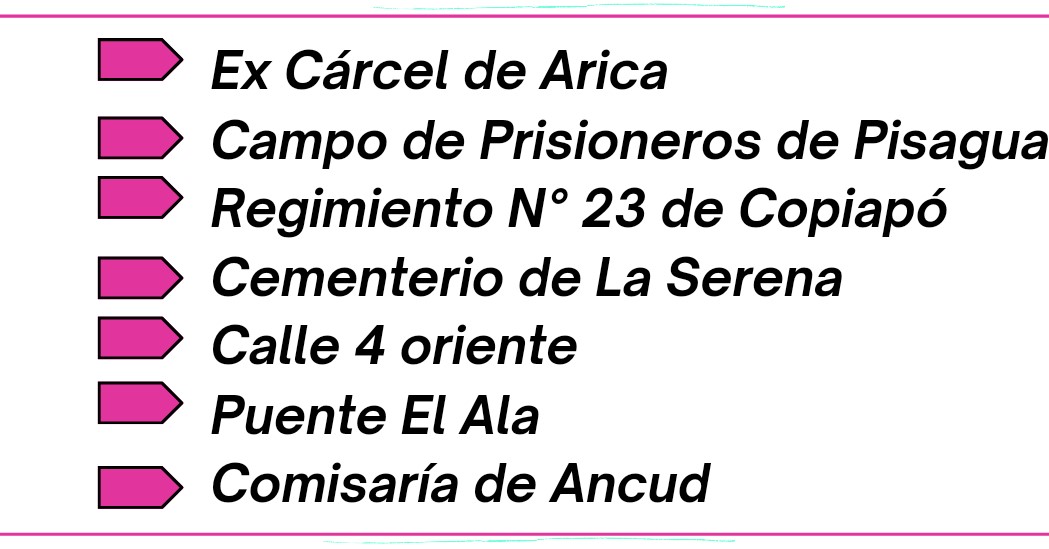 Ex Cárcel de Arica
Campo de Prisioneros de Pisagua
Regimiento N° 23 de Copiapó
Cementerio de La Serena
Calle 4 oriente
Puente El Ala
Comisaría de Ancud